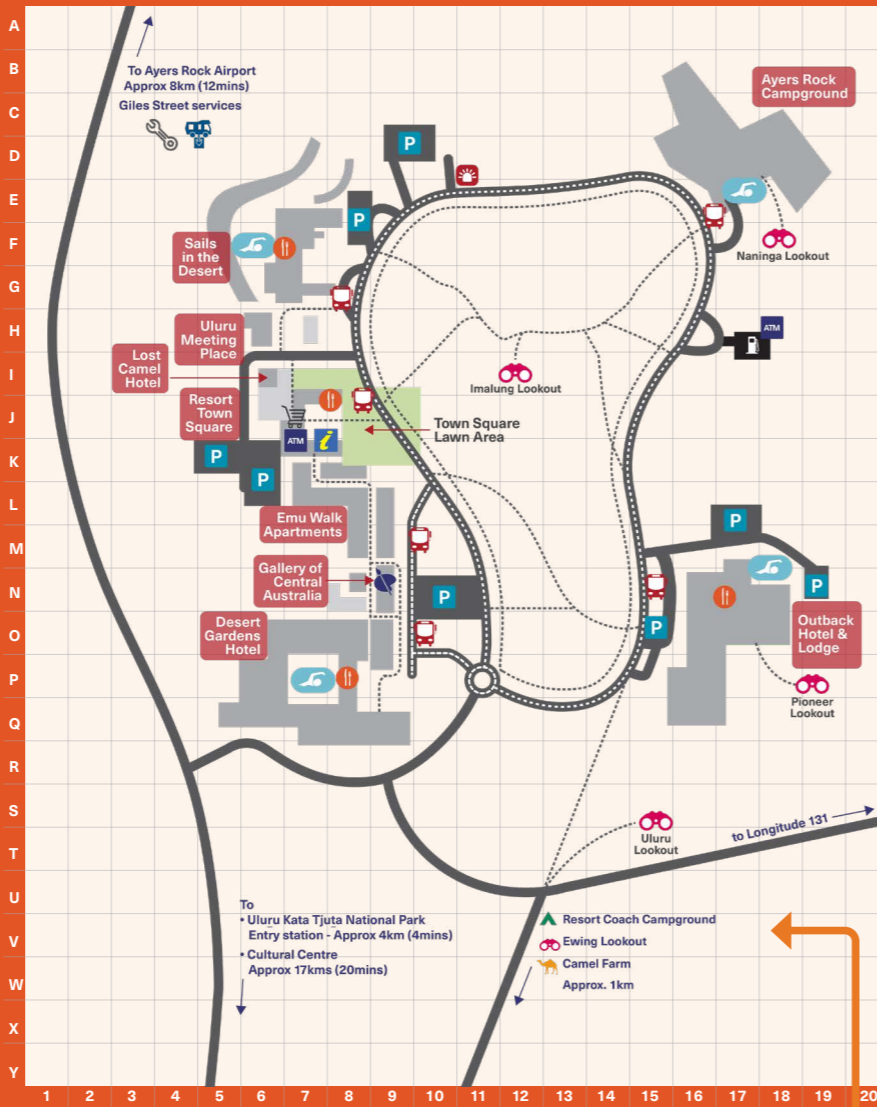 A
B
C
D
E
F
G
H
I
J
K
L
M
N
O
P
Q
R
S
T
U
V
W
X
Y
To Ayers Rock Airport
Approx 8km (12mins)
Giles Street services
Ayers Rock
Campground
P
P
Sails
in the
Desert
Naninga Lookout
Uluru
Meeting
Place
ATM
Lost
Camel
Hotel
Imalung Lookout
Resort
Town
Square
Town Square
Lawn Area
ATM
i
P
P
Emu Walk
Apartments
P
Gallery of
Central
Australia
P
P
P
Desert
Gardens
Hotel
Outback
Hotel &
Lodge
Pioneer
Lookout
Uluru
Lookout
to Longitude 131
To
• Uluru Kata Tjuta National Park
Entry station - Approx 4km (4mins)
• Cultural Centre
Approx 17kms (20mins)
Resort Coach Campground
Ewing Lookout
Camel Farm
Approx. 1km
1 2 3 4 5 6 7 8 9 10 11 12 13 14 15 16 17 18 19 20